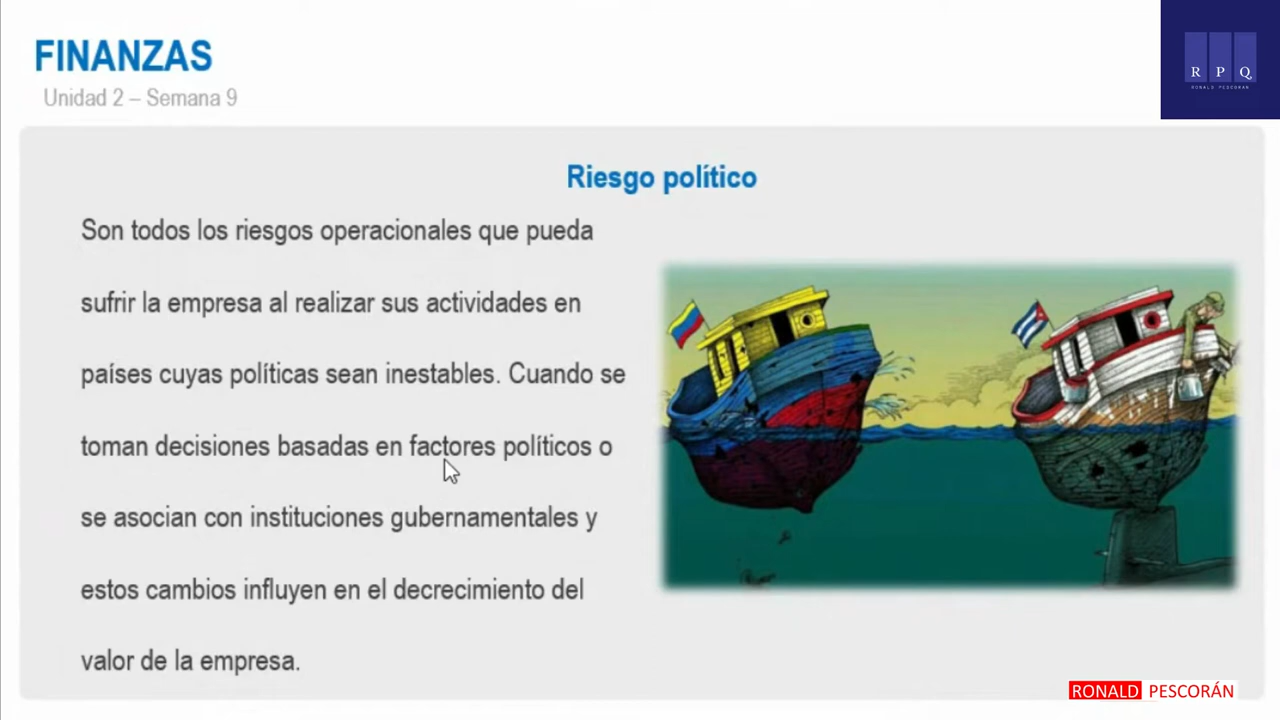 FINANZAS
Unidad 2 – Semana 9
R P Q
RONALD PESCORÁN
Riesgo político
Son todos los riesgos operacionales que pueda
sufrir la empresa al realizar sus actividades en
países cuyas políticas sean inestables. Cuando se
toman decisiones basadas en factores políticos o
se asocian con instituciones gubernamentales y
estos cambios influyen en el decrecimiento del
valor de la empresa.
RONALD PESCORÁN